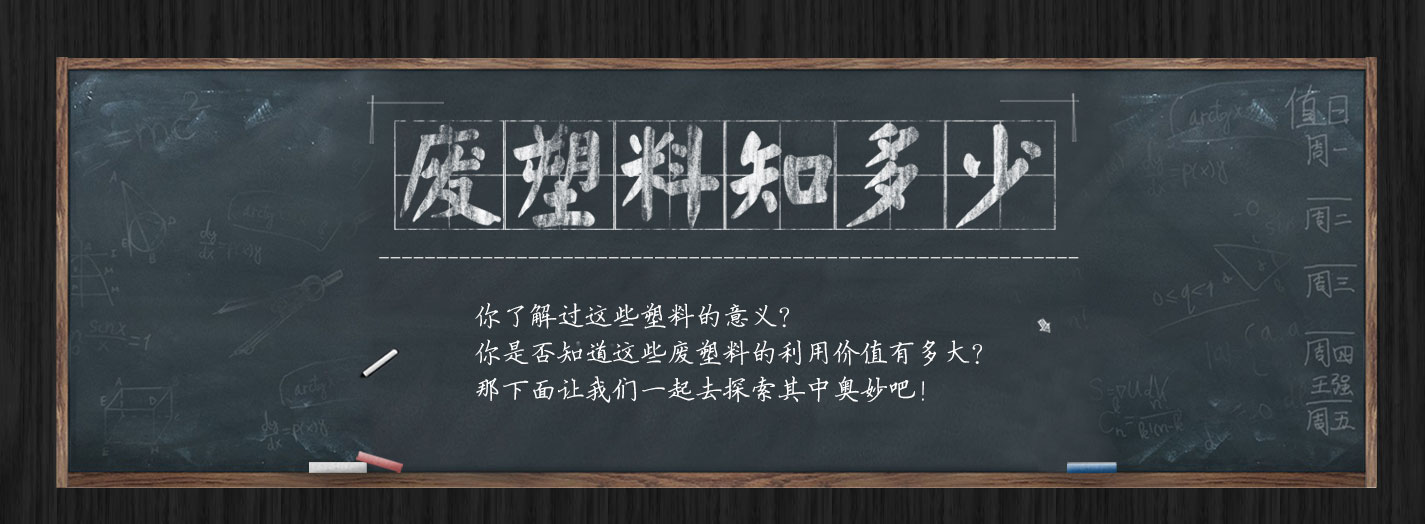 废塑料知多少
你了解过这些塑料的意义?
你是否知道这些废塑料的利用价值有多大?
那下面让我们一起去探索其中奥妙吧!
值日
周一
周二
周三
周四
王强
周五